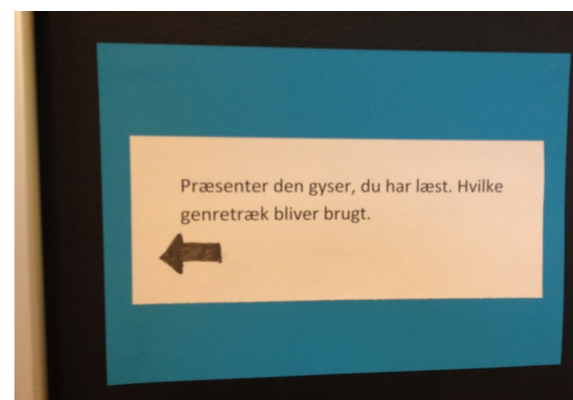 Præsenter den gyser, du har læst. Hvilke
genretræk bliver brugt.